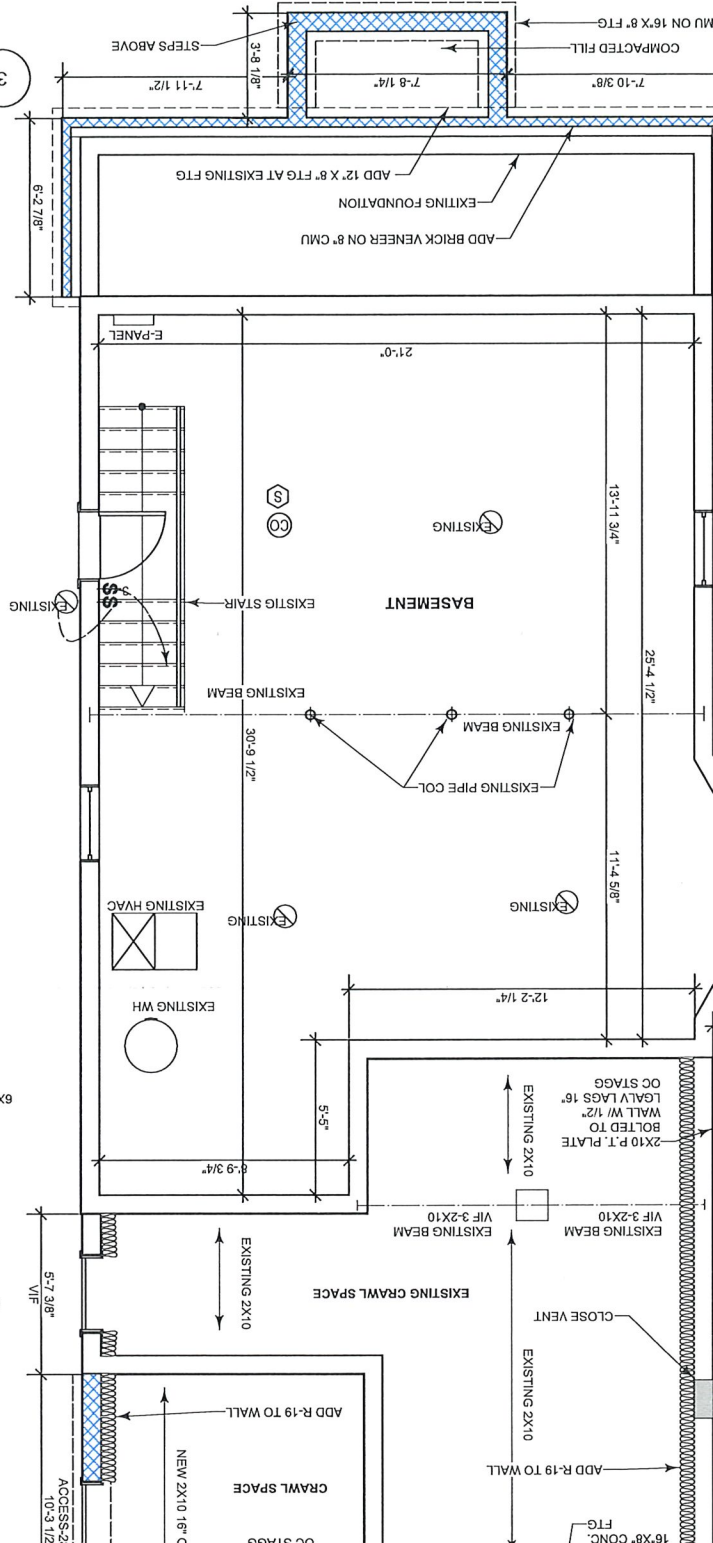 16"X8" CONC.
FTG
OC STAGG
CRAWL SPACE
NEW 2X10 16" O
ACCESS-2
10'-3 1/2
ADD R-19 TO WALL
ADD R-19 TO WALL
EXISTING 2X10
CLOSE VENT
EXISTING CRAWL SPACE
EXISTING 2X10
5'-7 3/8"
VIF
EXISTING BEAM
VIF 3-2X10
EXISTING BEAM
VIF 3-2X10
8'-9 3/4"
2X10 P.T. PLATE
BOLTED TO
WALL W/ 1/2"
LGALV LAGS 16"
OC STAGG
EXISTING 2X10
5'-5"
6X
EXISTING WH
12'-2 1/4"
EXISTING HVAC
EXISTING
EXISTING
11'-4 5/8"
EXISTING PIPE COL
30'-9 1/2"
EXISTING BEAM
EXISTING BEAM
25'-4 1/2"
BASEMENT
EXISTIG STAIR
EXISTING
SS
3
EXISTING
CO
S
13'-11 3/4"
21'-0"
E-PANEL
ADD BRICK VENEER ON 8" CMU
EXITING FOUNDATION
ADD 12" X 8" FTG AT EXISTING FTG
6'-2 7/8"
7'-10 3/8"
7'-8 1/4"
7'-11 1/2"
3'-8 1/8"
3
COMPACTED FILL
STEPS ABOVE
MU ON 16"X 8" FTG